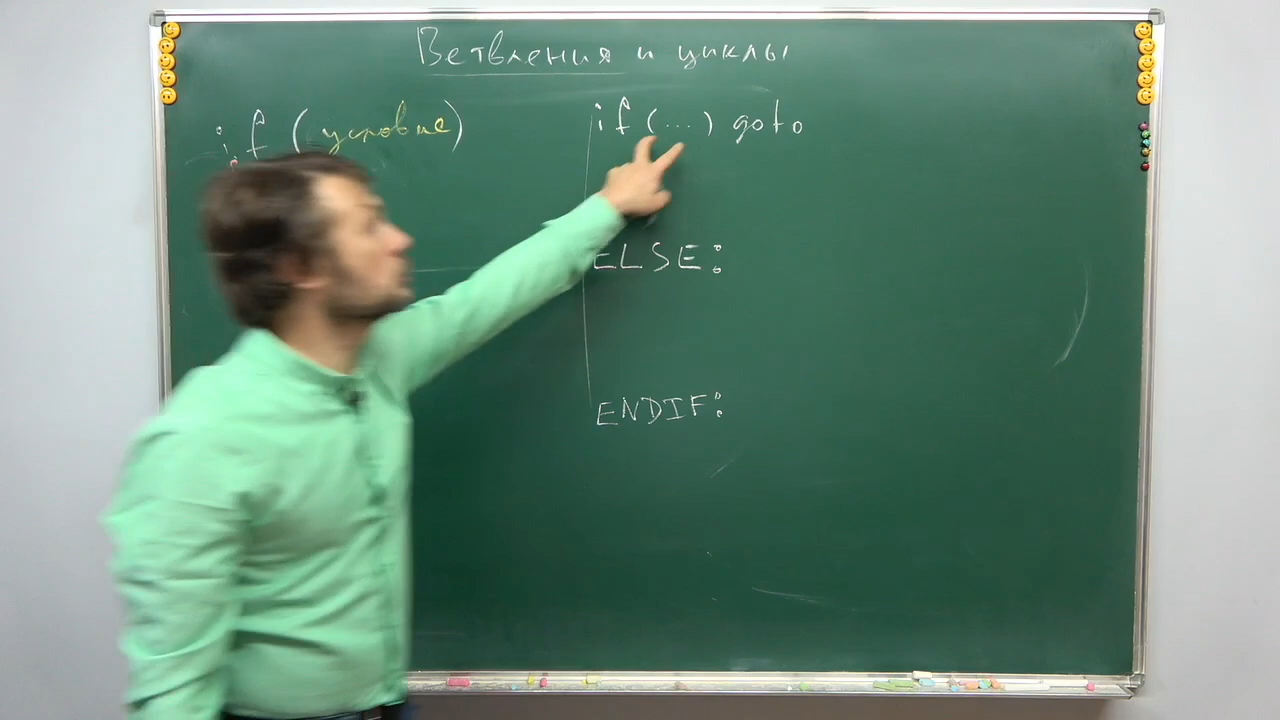 Ветвления и циклы
if (условие)
if (...) goto
ELSE:
ENDIF: